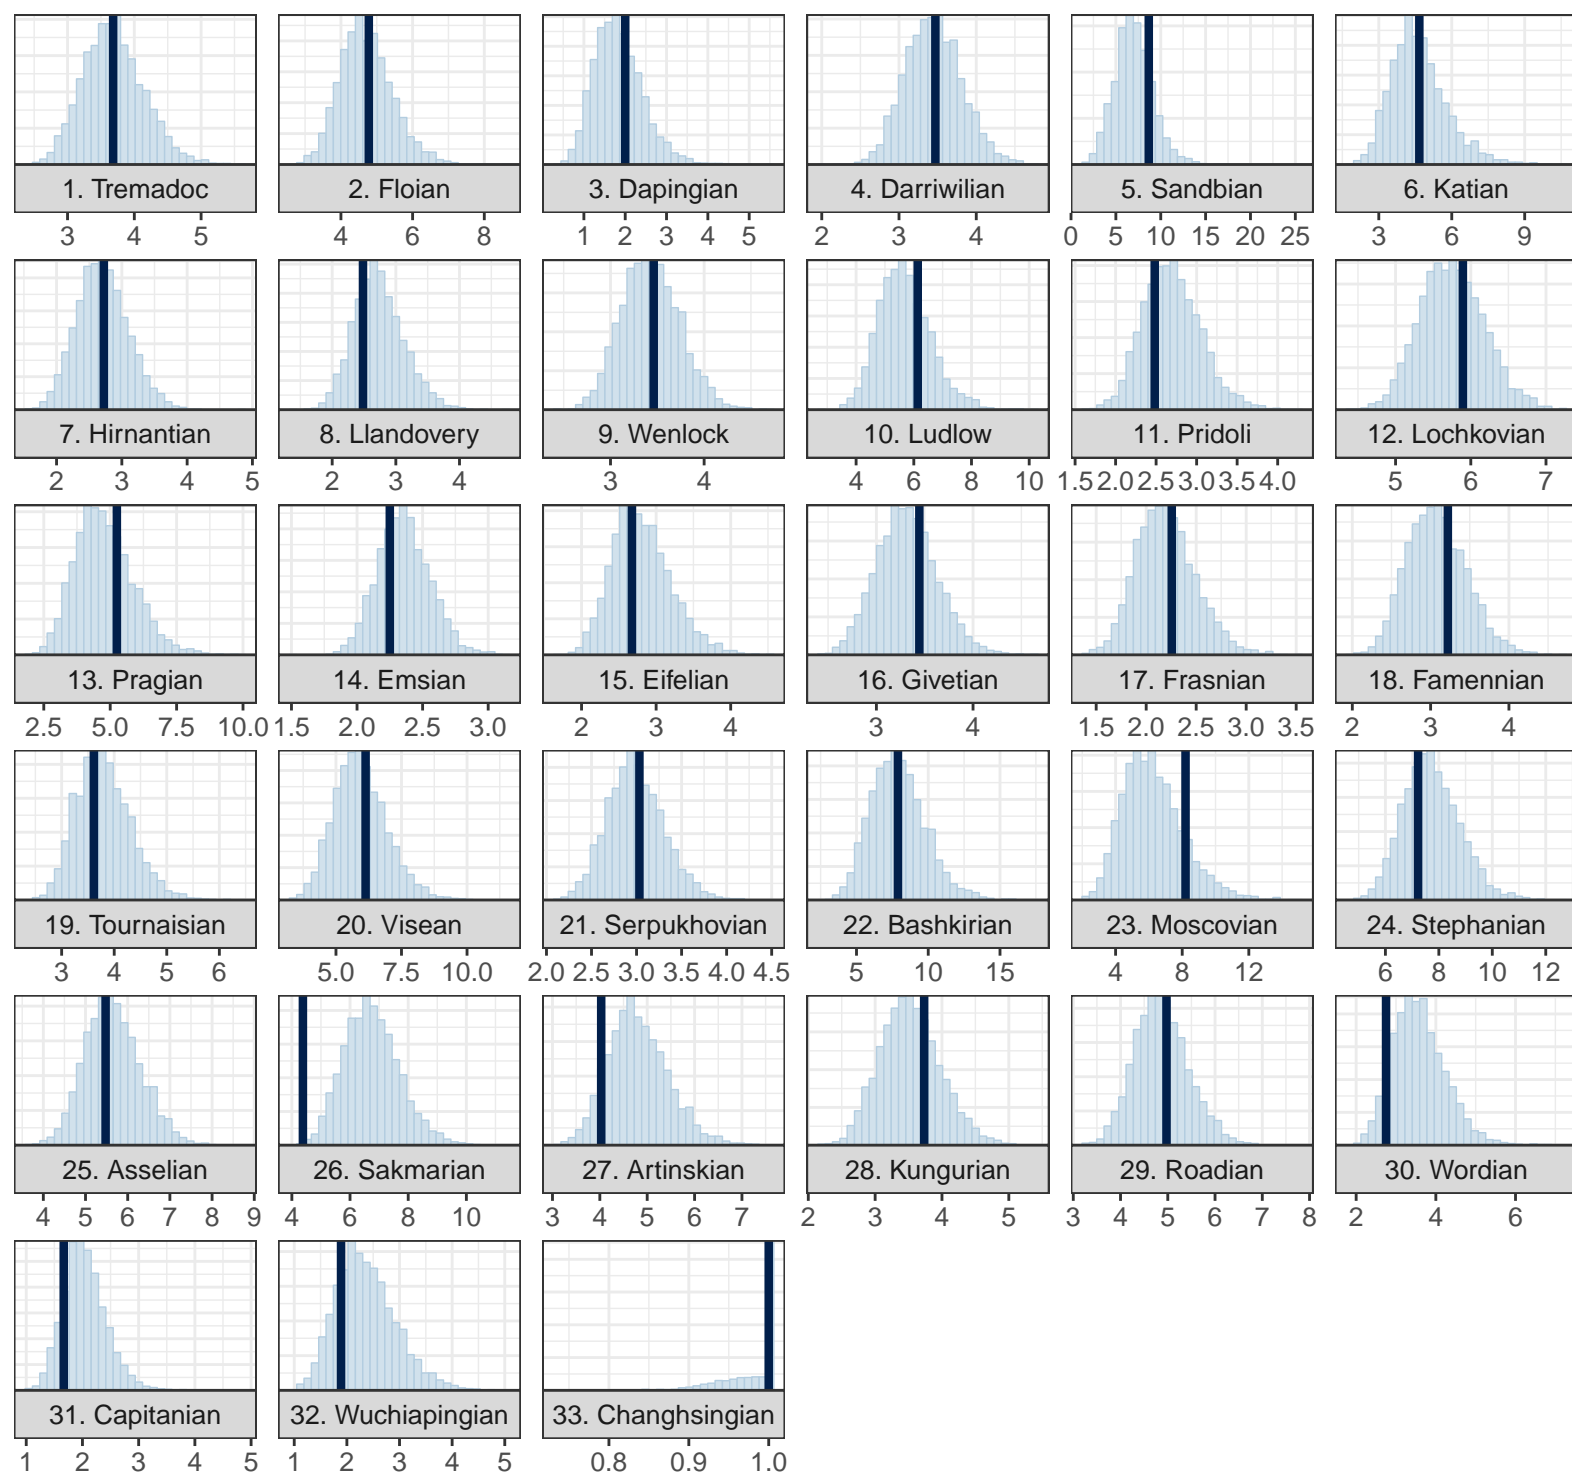 1. Tremadoc 2. Floian 3. Dapingian 4. Darriwilian 5. Sandbian 6. Katian
3 4 5 4 6 8 1 2 3 4 5 2 3 4 0 5 10 15 20 25 3 6 9
7. Hirnantian 8. Llandovery 9. Wenlock 10. Ludlow 11. Pridoli 12. Lochkovian
2 3 4 5 2 3 4 3 4 4 6 8 10 1.5 2.0 2.5 3.0 3.5 4.0 5 6 7
13. Pragian 14. Emsian 15. Eifelian 16. Givetian 17. Frasnian 18. Famennian
2.5 5.0 7.5 10.0 1.5 2.0 2.5 3.0 2 3 4 3 4 1.5 2.0 2.5 3.0 3.5 2 3 4
19. Tournaisian 20. Visean 21. Serpukhovian 22. Bashkirian 23. Moscovian 24. Stephanian
3 4 5 6 5.0 7.5 10.0 2.0 2.5 3.0 3.5 4.0 4.5 5 10 15 4 8 12 6 8 10 12
25. Asselian 26. Sakmarian 27. Artinskian 28. Kungurian 29. Roadian 30. Wordian
4 5 6 7 8 9 4 6 8 10 3 4 5 6 7 2 3 4 5 3 4 5 6 7 8 2 4 6
31. Capitanian 32. Wuchiapingian 33. Changhsingian
1 2 3 4 5 1 2 3 4 5 0.8 0.9 1.0